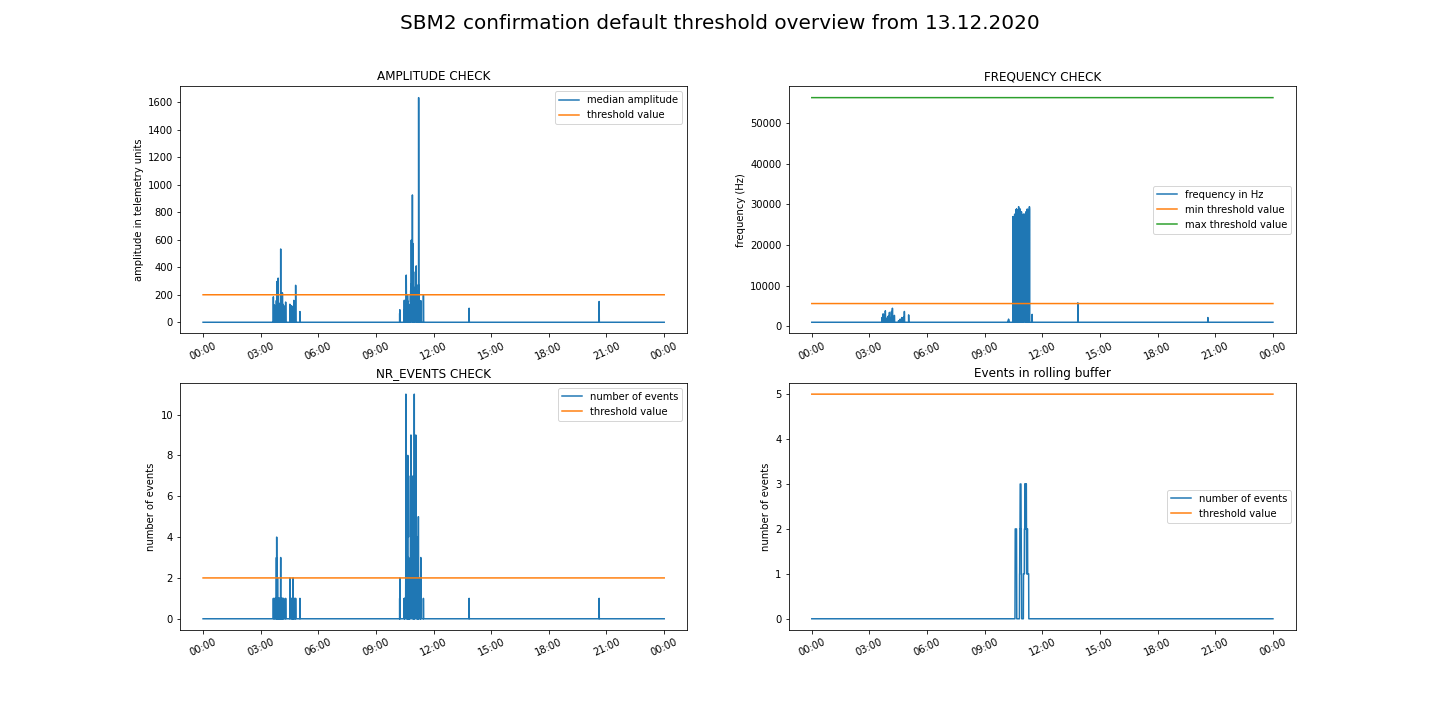 SBM2 confirmation default threshold overview from 13.12.2020
AMPLITUDE CHECK
amplitude in telemetry units
1600
1400
1200
1000
800
600
400
200
0
median amplitude
threshold value
00:00 03:00 06:00 09:00 12:00 15:00 18:00 21:00 00:00
FREQUENCY CHECK
frequency (Hz)
50000
40000
30000
20000
10000
0
frequency in Hz
min threshold value
max threshold value
00:00 03:00 06:00 09:00 12:00 15:00 18:00 21:00 00:00
NR_EVENTS CHECK
number of events
10
8
6
4
2
0
number of events
threshold value
00:00 03:00 06:00 09:00 12:00 15:00 18:00 21:00 00:00
Events in rolling buffer
number of events
5
4
3
2
1
0
number of events
threshold value
00:00 03:00 06:00 09:00 12:00 15:00 18:00 21:00 00:00